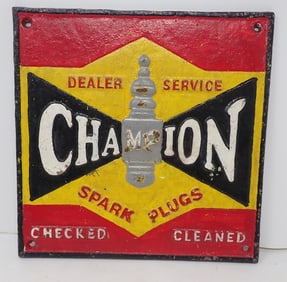 DEALER SERVICE
CHAMPION
SPARK PLUGS
CHECKED CLEANED